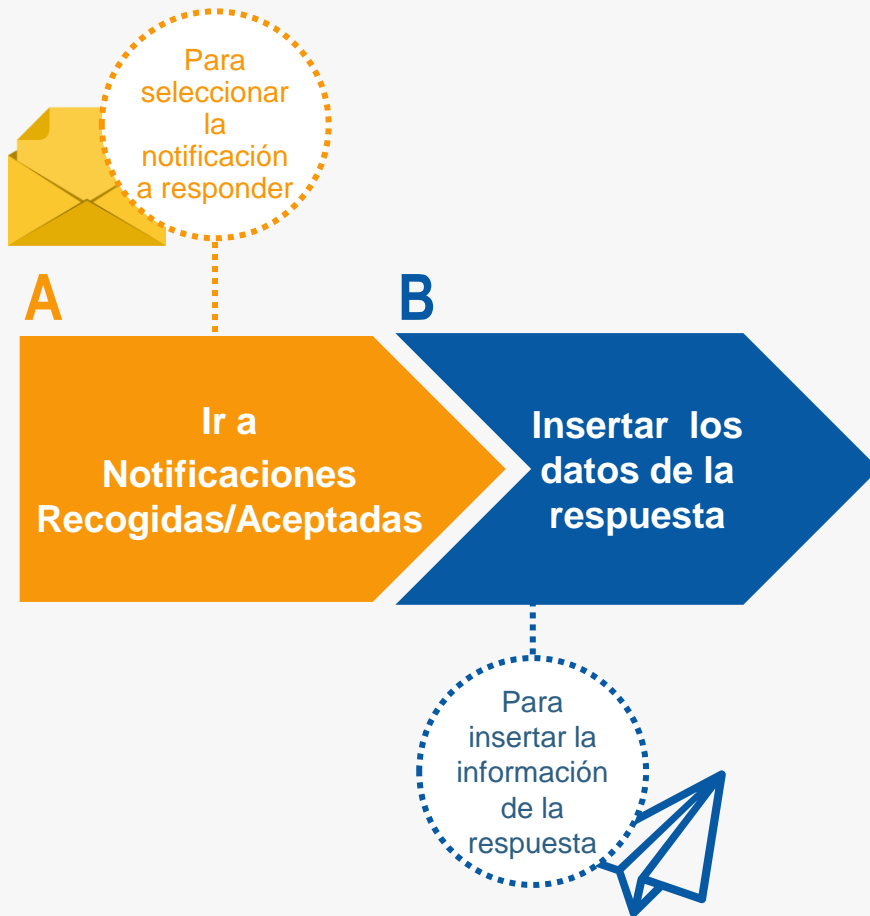 Para
seleccionar
la
notificación
a responder
A
Ir a
Notificaciones
Recogidas/Aceptadas
B
Insertar los
datos de la
respuesta
Para
insertar la
información
de la
respuesta